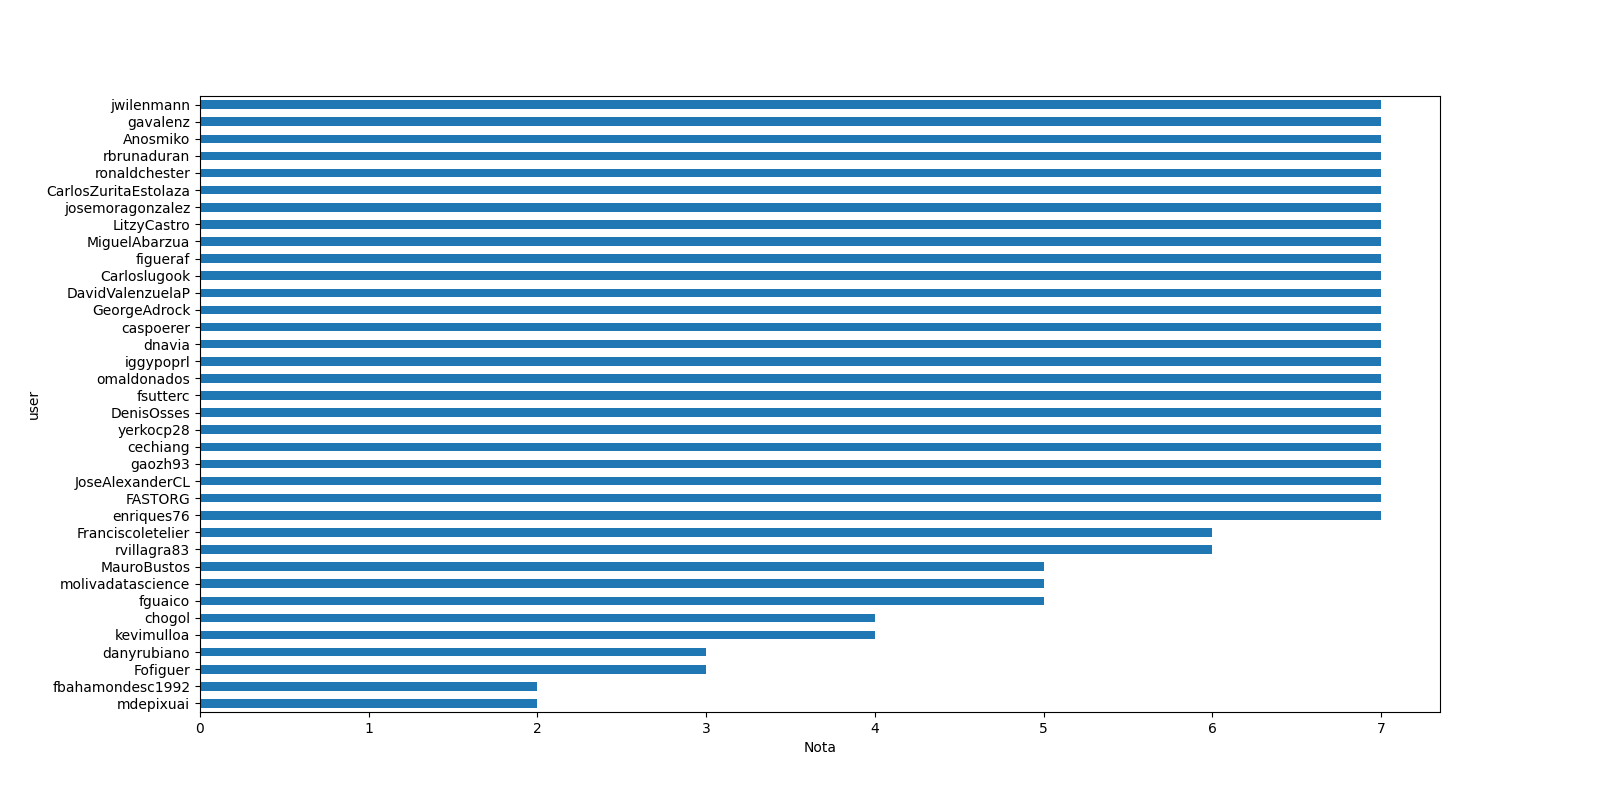 jwilenmann
gavalenz
Anosmiko
rbrunaduran
ronaldchester
CarlosZuritaEstolaza
josemoragonzalez
LitzyCastro
MiguelAbarzua
figueraf
Carloslugook
DavidValenzuelaP
GeorgeAdrock
caspoerer
dnavia
iggypoprl
omaldonados
fsutterc
DenisOsses
yerkocp28
cechiang
gaozh93
JoseAlexanderCL
FASTORG
enriques76
Franciscoletelier
rvillagra83
MauroBustos
molivadatascience
fguaico
chogol
kevimulloa
danyrubiano
Fofiguer
fbahamondesc1992
mdepixuai
user
0 1 2 3 4 5 6 7
Nota